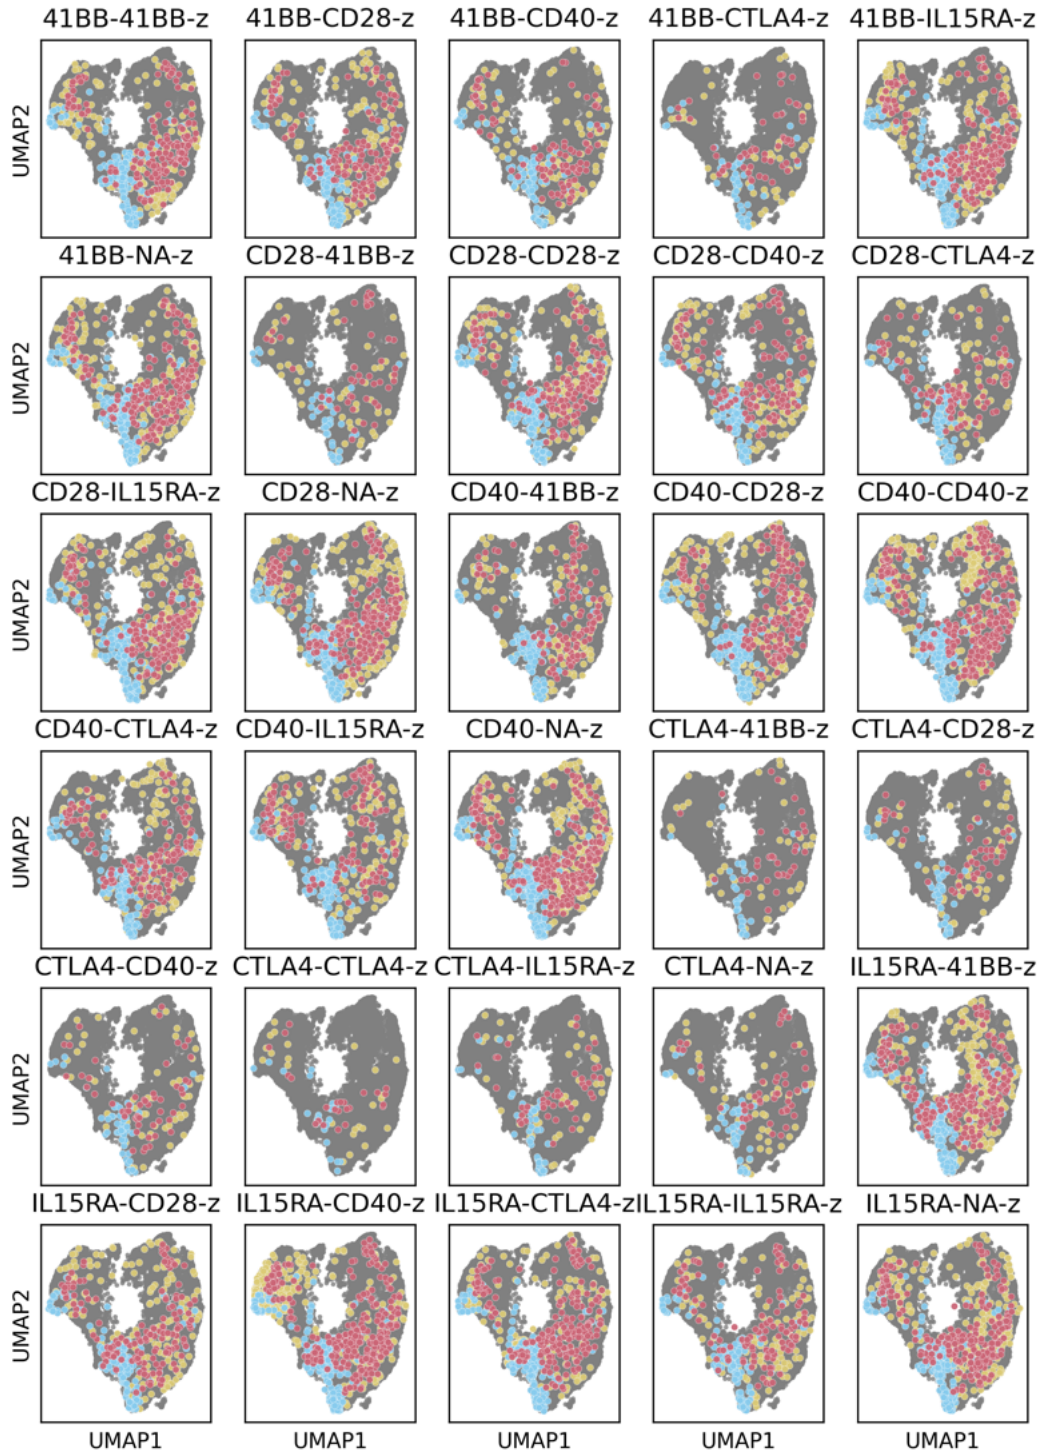 41BB-41BB-z 41BB-CD28-z 41BB-CD40-z 41BB-CTLA4-z 41BB-IL15RA-z
UMAP2
41BB-NA-z CD28-41BB-z CD28-CD28-z CD28-CD40-z CD28-CTLA4-z
UMAP2
CD28-IL15RA-z CD28-NA-z CD40-41BB-z CD40-CD28-z CD40-CD40-z
UMAP2
CD40-CTLA4-z CD40-IL15RA-z CD40-NA-z CTLA4-41BB-z CTLA4-CD28-z
UMAP2
CTLA4-CD40-z CTLA4-CTLA4-z CTLA4-IL15RA-z CTLA4-NA-z IL15RA-41BB-z
UMAP2
IL15RA-CD28-z IL15RA-CD40-z IL15RA-CTLA4-z IL15RA-IL15RA-z IL15RA-NA-z
UMAP2
UMAP1 UMAP1 UMAP1 UMAP1 UMAP1